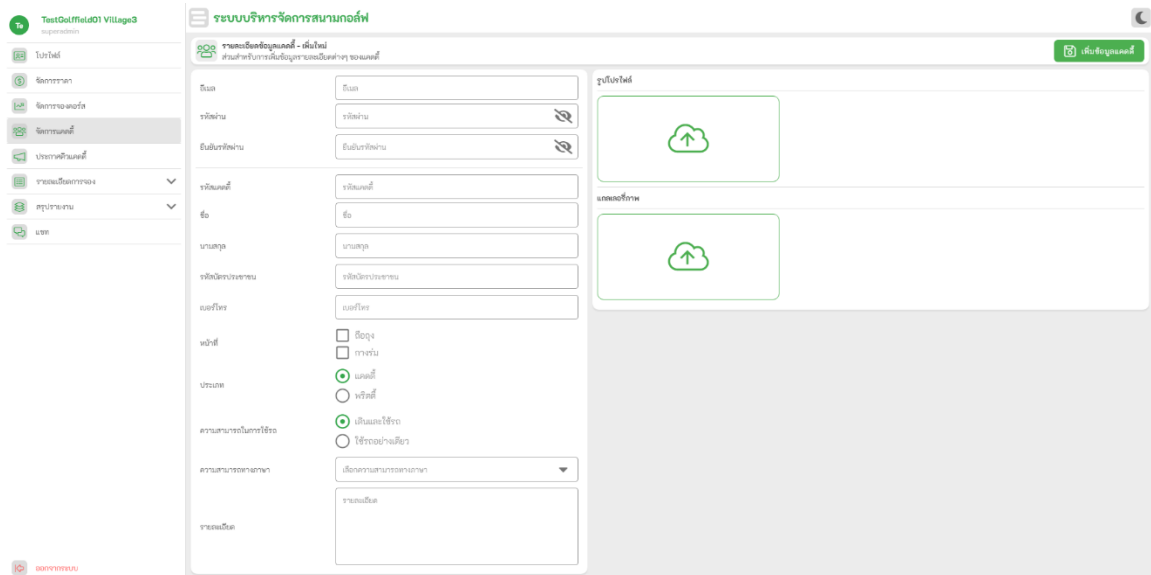 Te
TestGolffield01 Village3
superadmin
โปรไฟล์
จัดการราคา
จัดการจองคอร์ส
จัดการแคดดี้
ประกาศคิวแคดดี้
รายละเอียดการจอง
สรุปรายงาน
แชท
ออกจากระบบ
ระบบบริหารจัดการสนามกอล์ฟ
รายละเอียดข้อมูลแคดดี้ - เพิ่มใหม่
ส่วนสำหรับการเพิ่มข้อมูลรายละเอียดต่างๆ ของแคดดี้
เพิ่มข้อมูลแคดดี้
อีเมล
อีเมล
รหัสผ่าน
รหัสผ่าน
ยืนยันรหัสผ่าน
ยืนยันรหัสผ่าน
รหัสแคดดี้
รหัสแคดดี้
ชื่อ
ชื่อ
นามสกุล
นามสกุล
รหัสบัตรประชาชน
รหัสบัตรประชาชน
เบอร์โทร
เบอร์โทร
หน้าที่
ถือถุง
กางร่ม
ประเภท
แคดดี้
พริตตี้
ความสามารถในการใช้รถ
เดินและใช้รถ
ใช้รถอย่างเดียว
ความสามารถทางภาษา
เลือกความสามารถทางภาษา
รายละเอียด
รายละเอียด
รูปโปรไฟล์
แกลเลอรี่ภาพ